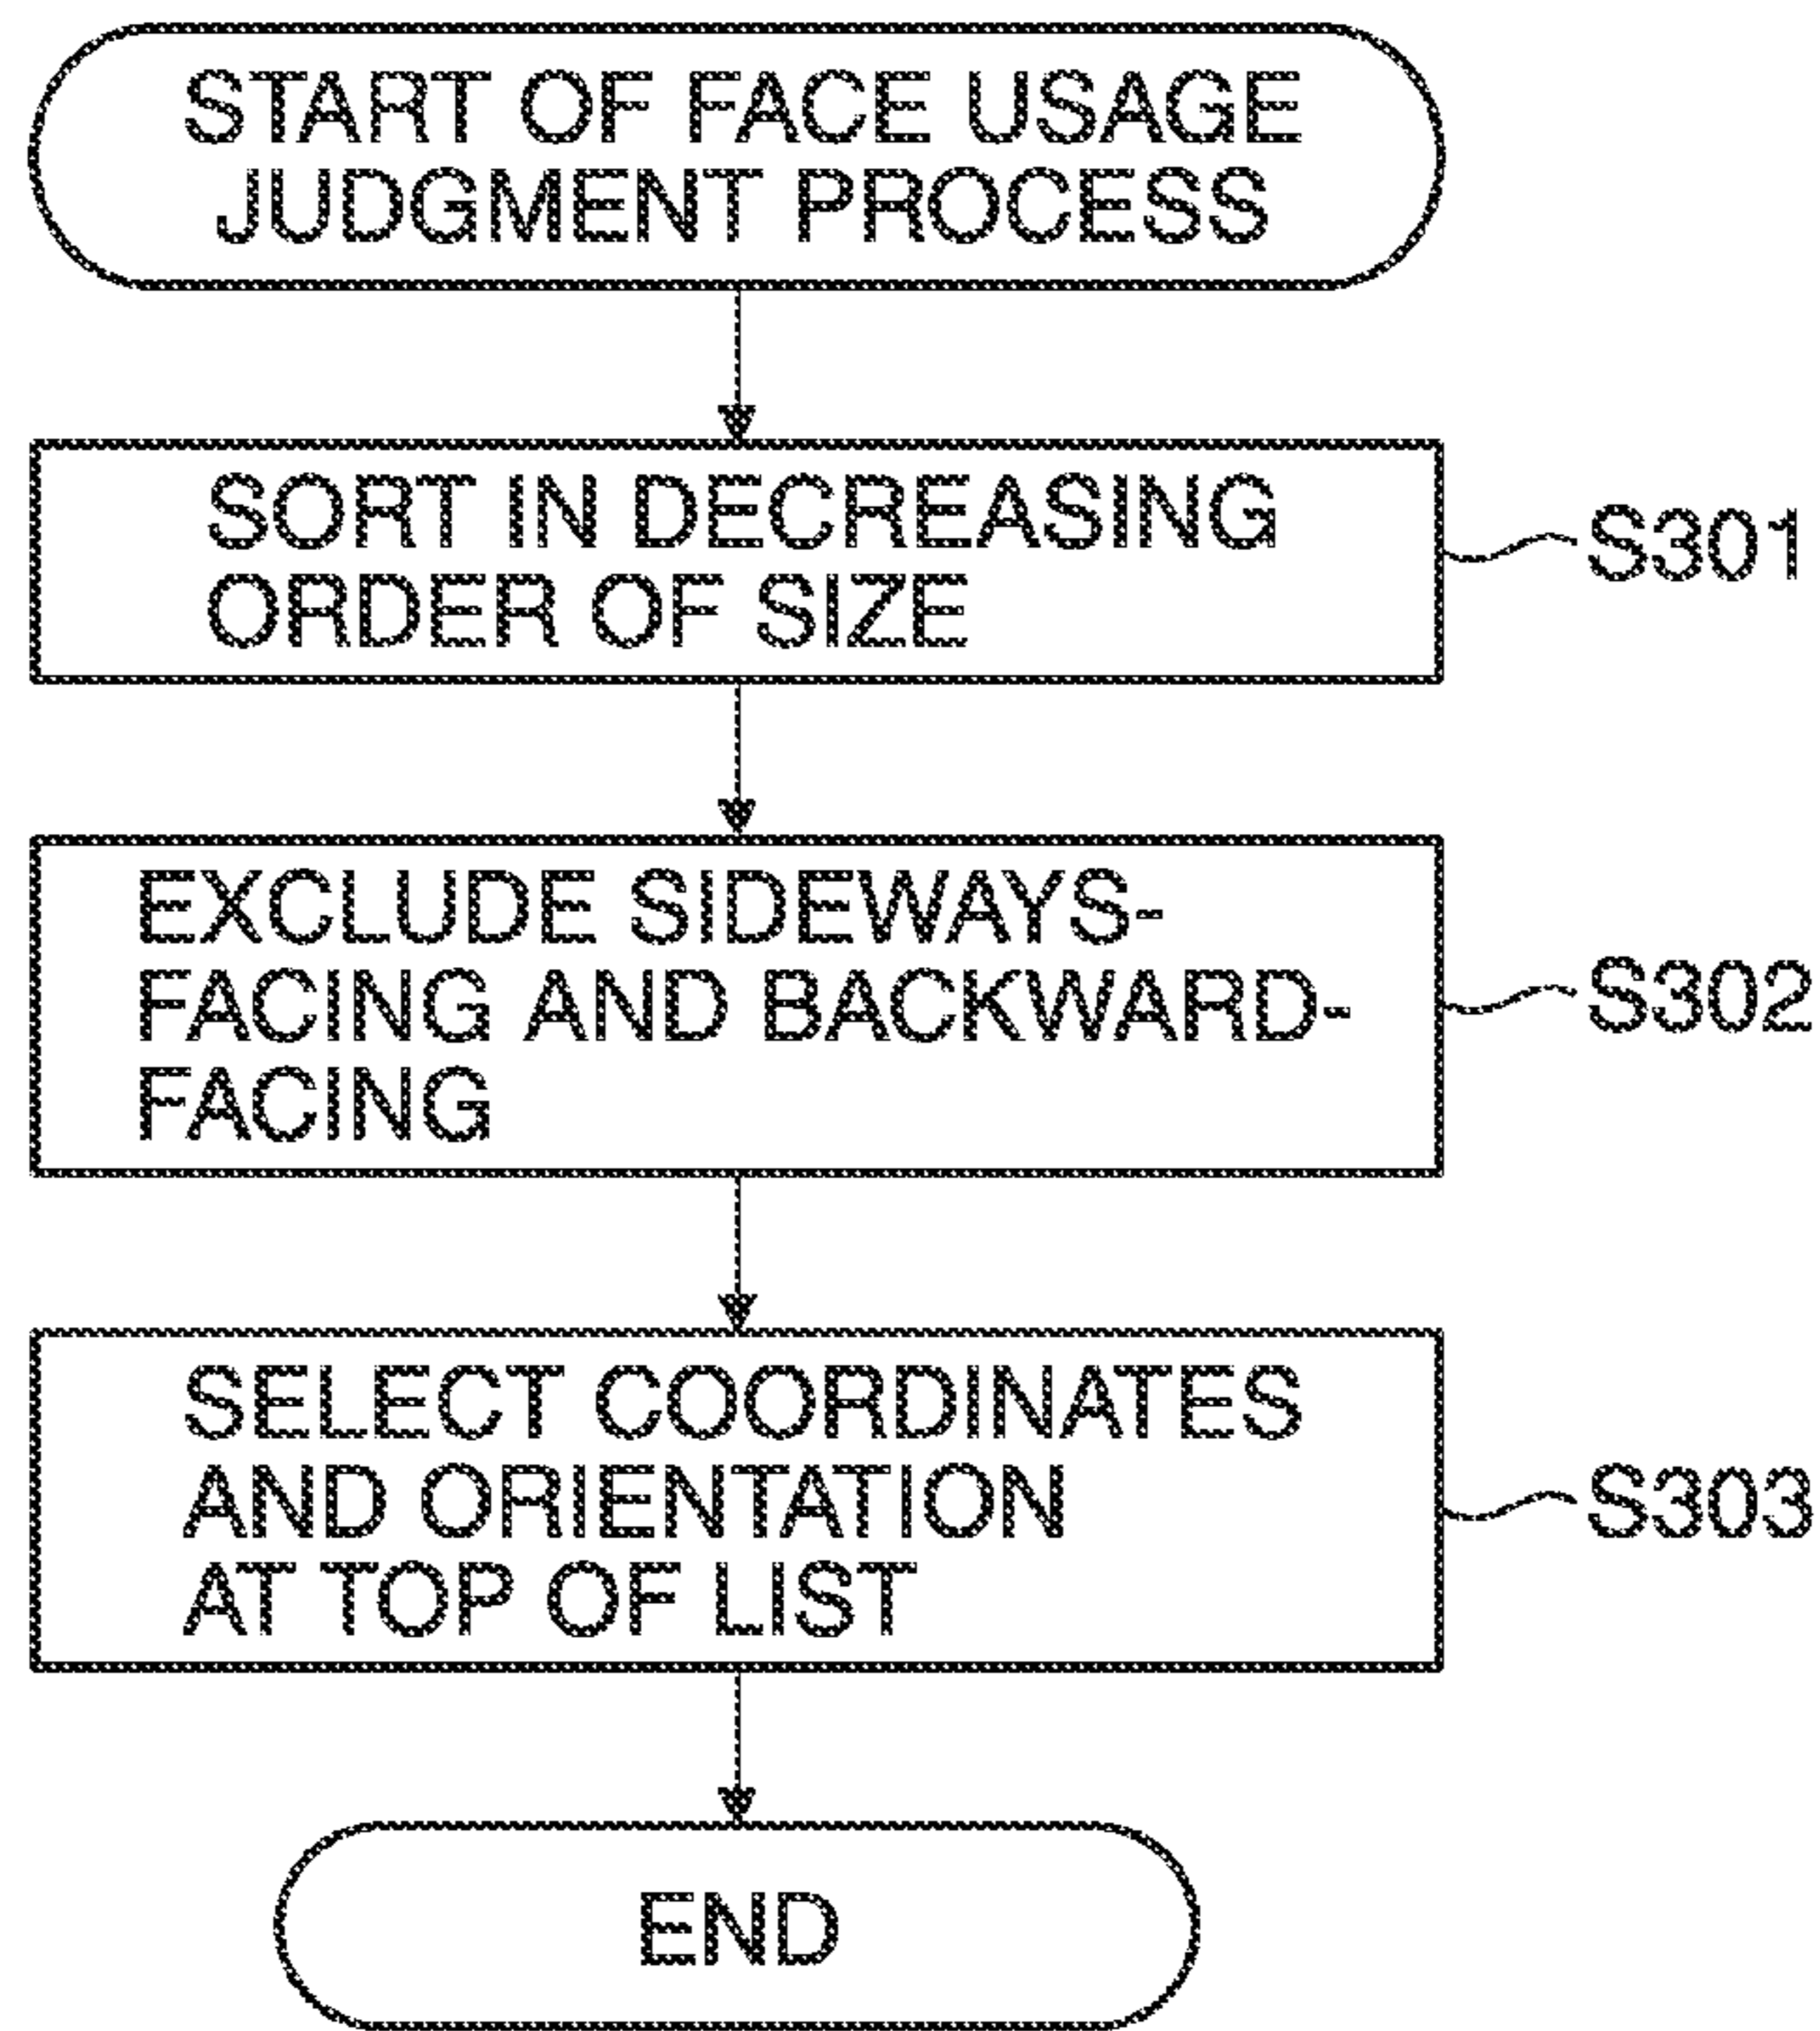 START OF FACE USAGE
JUDGMENT PROCESS
SORT IN DECREASING
ORDER OF SIZE
S301
EXCLUDE SIDEWAYS-
FACING AND BACKWARD-
FACING
S302
SELECT COORDINATES
AND ORIENTATION
AT TOP OF LIST
S303
END